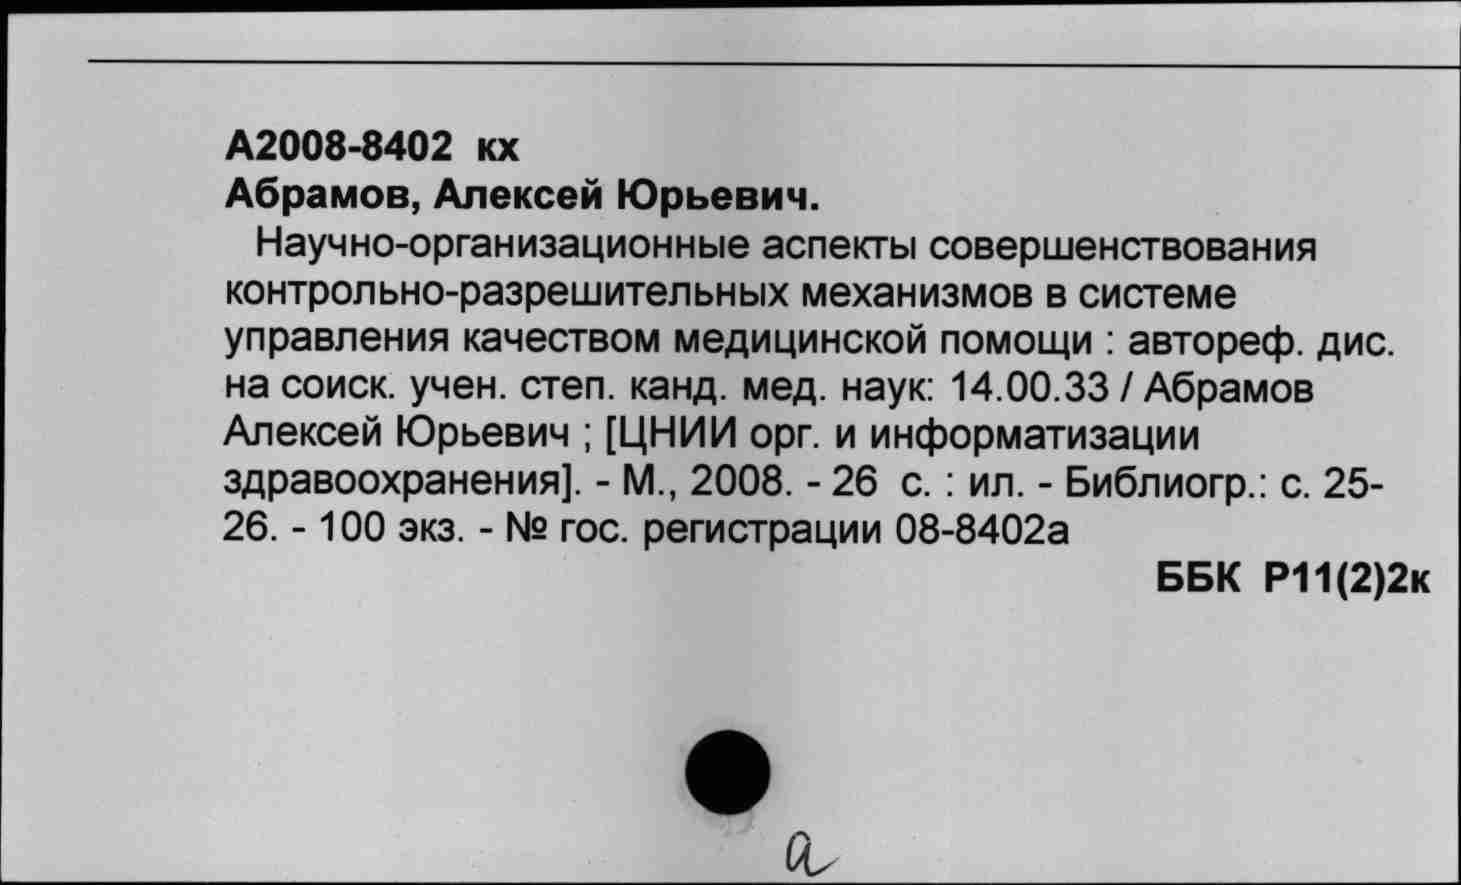 А2008-8402 кх
Абрамов, Алексей Юрьевич.
Научно-организационные аспекты совершенствования
контрольно-разрешительных механизмов в системе
управления качеством медицинской помощи : автореф. дис.
на соиск. учен. степ. канд. мед. наук: 14.00.33 / Абрамов
Алексей Юрьевич ; [ЦНИИ орг. и информатизации
здравоохранения]. - М., 2008. - 26 с. : ил. - Библиогр.: с. 25-
26. - 100 экз. - № гос. регистрации 08-8402а
ББК Р11(2)2к
а